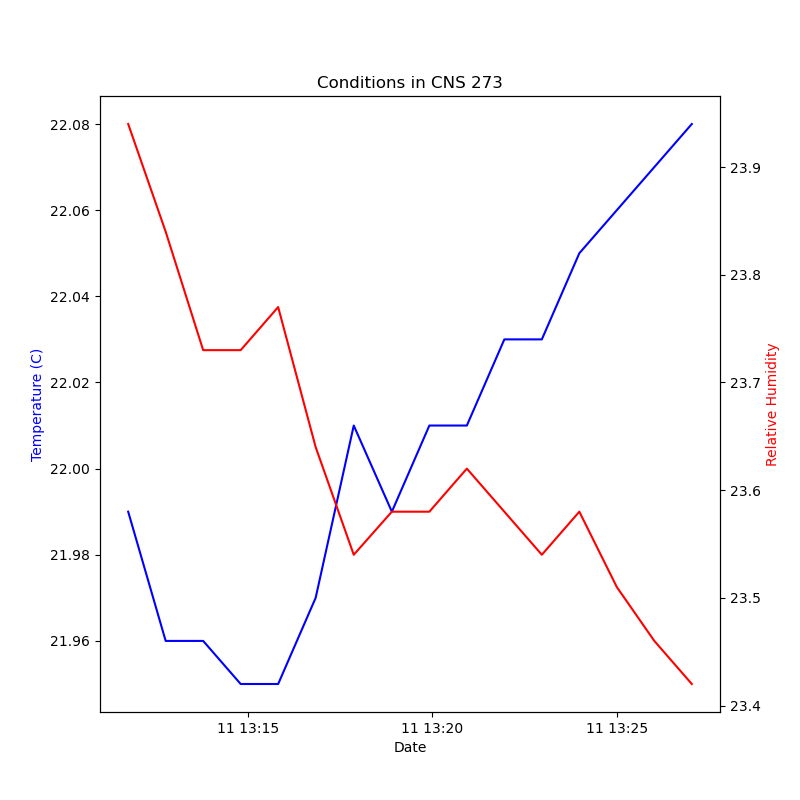 Conditions in CNS 273
22.08
22.06
22.04
22.02
22.00
21.98
21.96
Temperature (C)
23.9
23.8
23.7
23.6
23.5
23.4
Relative Humidity
11 13:15 11 13:20 11 13:25
Date